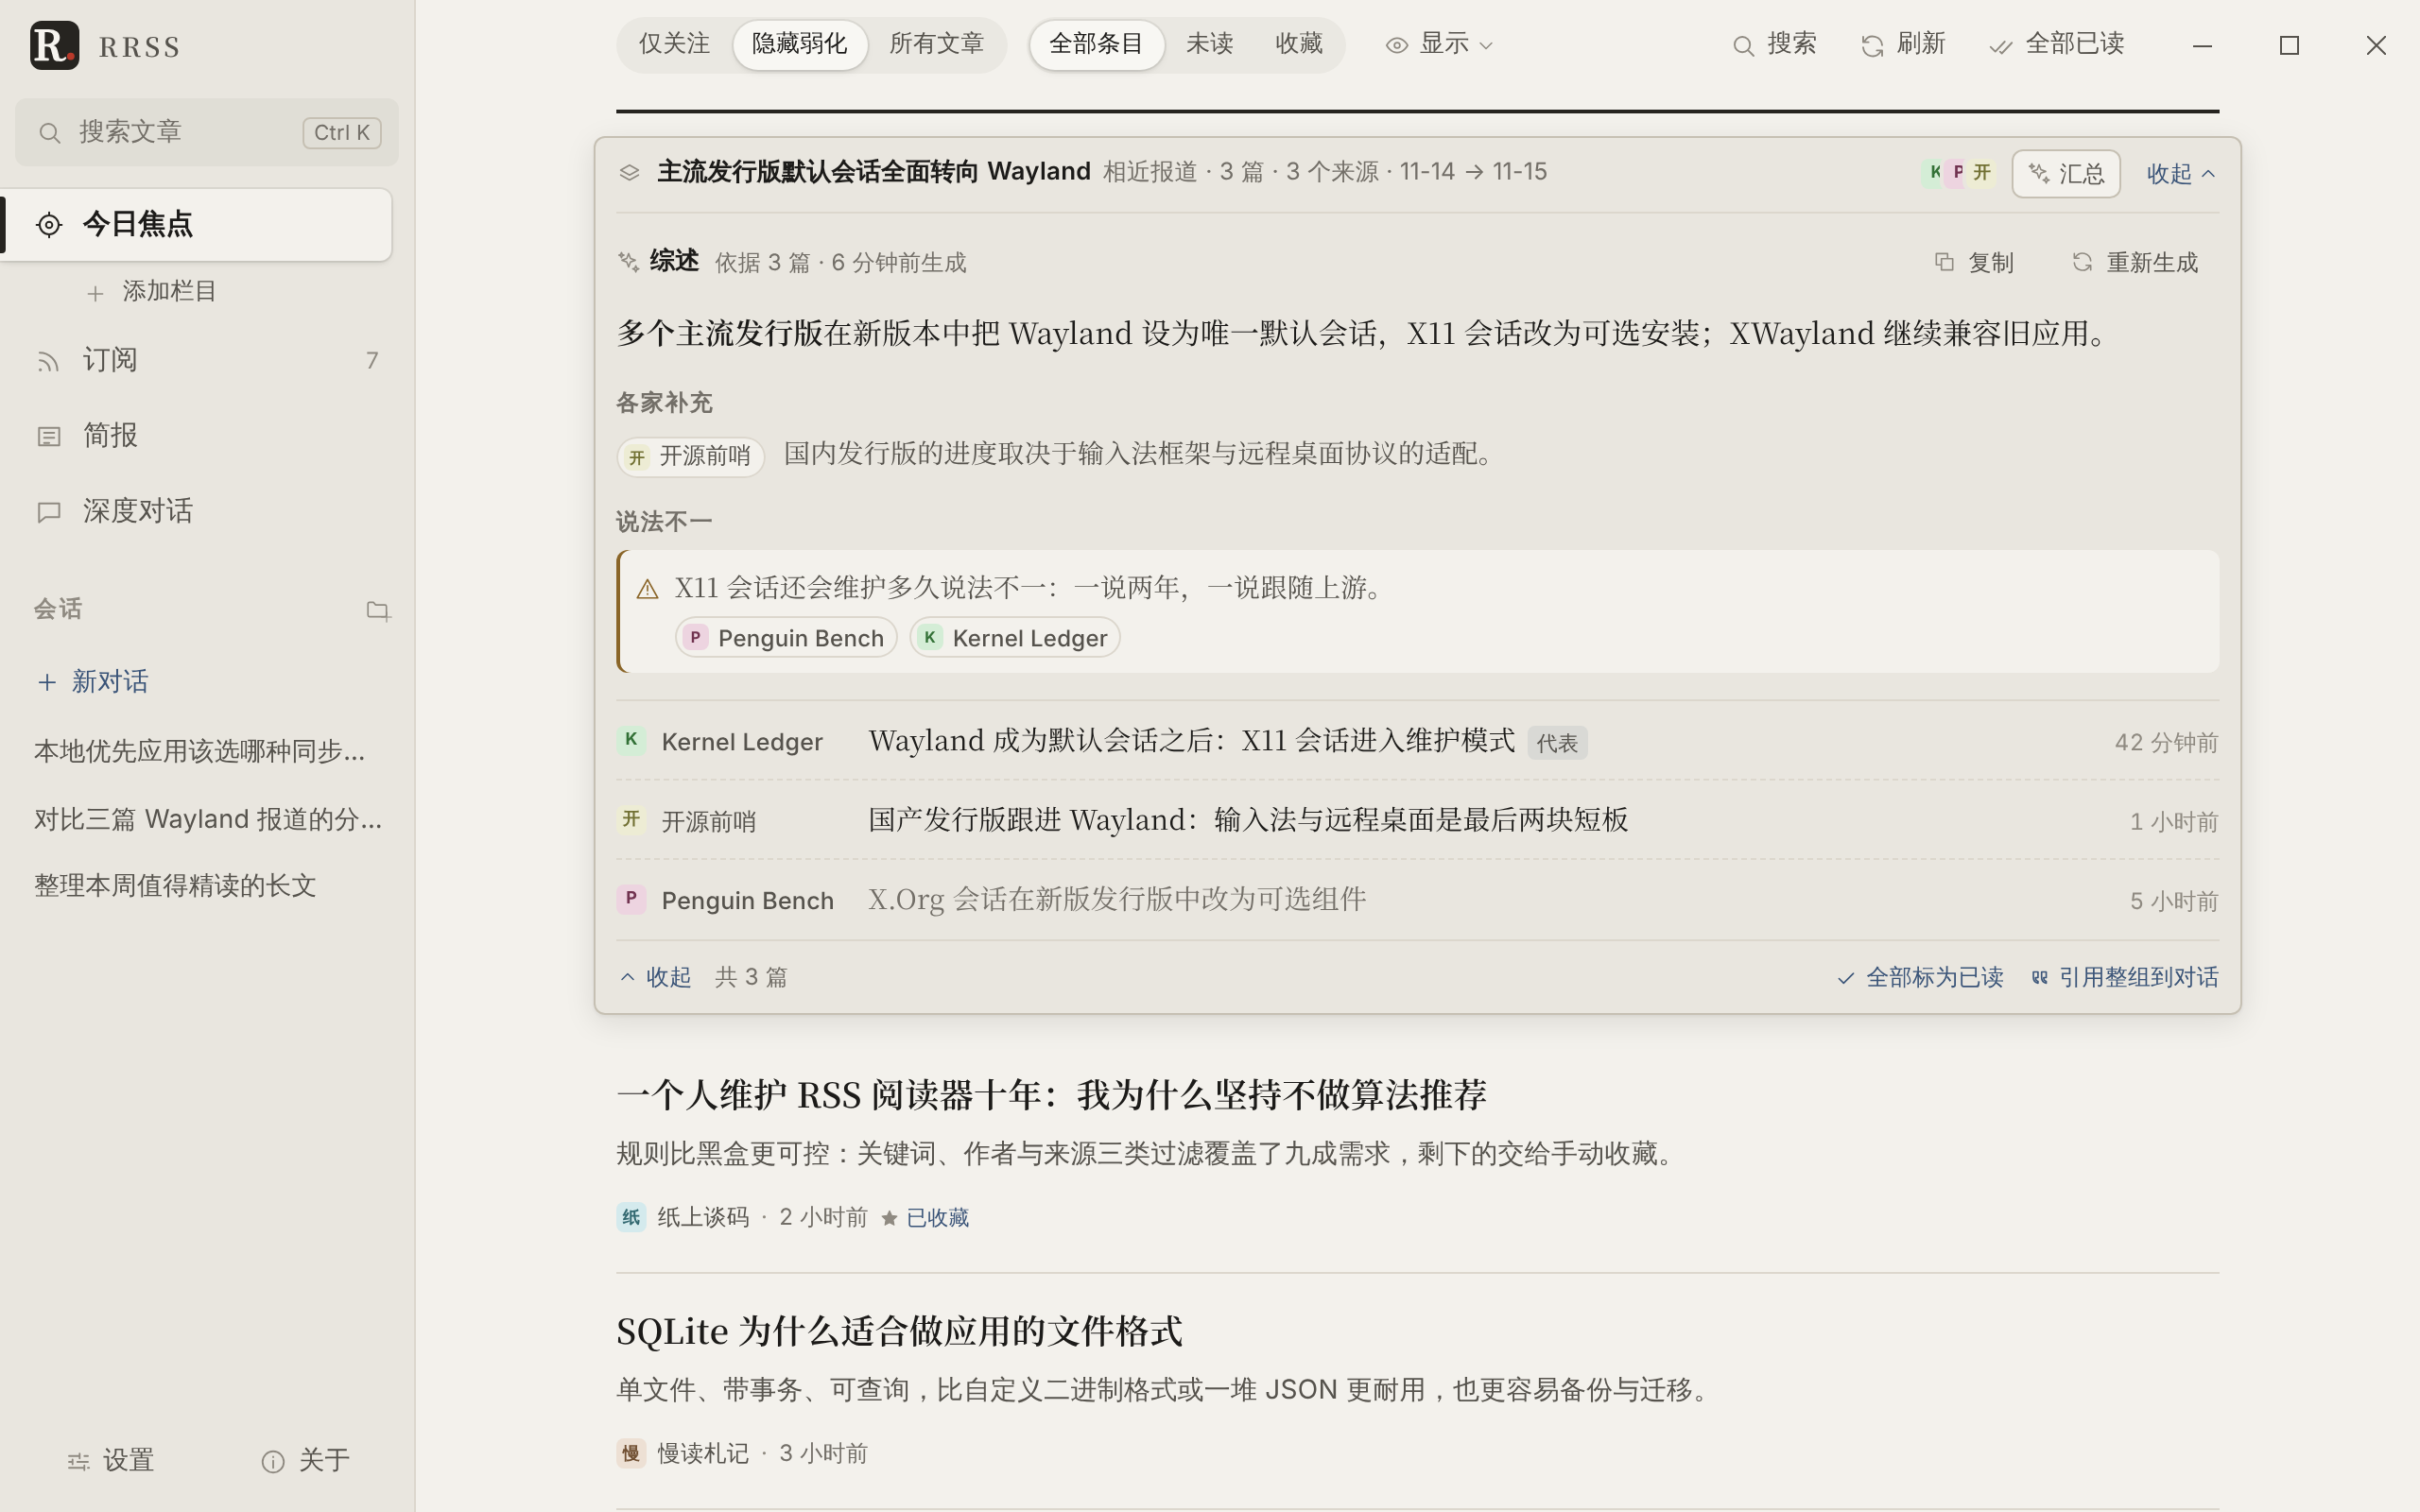 R. RRSS
搜索文章 Ctrl K
今日焦点
添加栏目
订阅 7
简报
深度对话
会话
新对话
本地优先应用该选哪种同步...
对比三篇 Wayland 报道的分...
整理本周值得精读的长文
设置 关于
仅关注 隐藏弱化 所有文章 全部条目 未读 收藏 显示 搜索 刷新 全部已读
主流发行版默认会话全面转向 Wayland 相近报道 · 3 篇 · 3 个来源 · 11-14 → 11-15 K P 开 汇总 收起
综述 依据 3 篇 · 6 分钟前生成 复制 重新生成
多个主流发行版在新版本中把 Wayland 设为唯一默认会话，X11 会话改为可选安装；XWayland 继续兼容旧应用。
各家补充
开 开源前哨 国内发行版的进度取决于输入法框架与远程桌面协议的适配。
说法不一
X11 会话还会维护多久说法不一：一说两年，一说跟随上游。
P Penguin Bench K Kernel Ledger
K Kernel Ledger Wayland 成为默认会话之后：X11 会话进入维护模式 代表 42 分钟前
开 开源前哨 国产发行版跟进 Wayland：输入法与远程桌面是最后两块短板 1 小时前
P Penguin Bench X.Org 会话在新版发行版中改为可选组件 5 小时前
收起 共 3 篇 全部标为已读 引用整组到对话
一个人维护 RSS 阅读器十年：我为什么坚持不做算法推荐
规则比黑盒更可控：关键词、作者与来源三类过滤覆盖了九成需求，剩下的交给手动收藏。
纸 纸上谈码 · 2 小时前 ★ 已收藏
SQLite 为什么适合做应用的文件格式
单文件、带事务、可查询，比自定义二进制格式或一堆 JSON 更耐用，也更容易备份与迁移。
慢 慢读札记 · 3 小时前